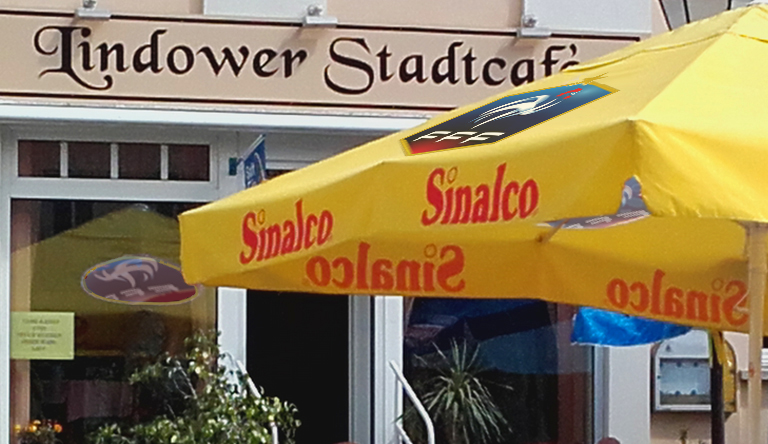 Lindower Stadtcafé
FFF
Sinalco
Sinalco
Sinalco
Sinalco